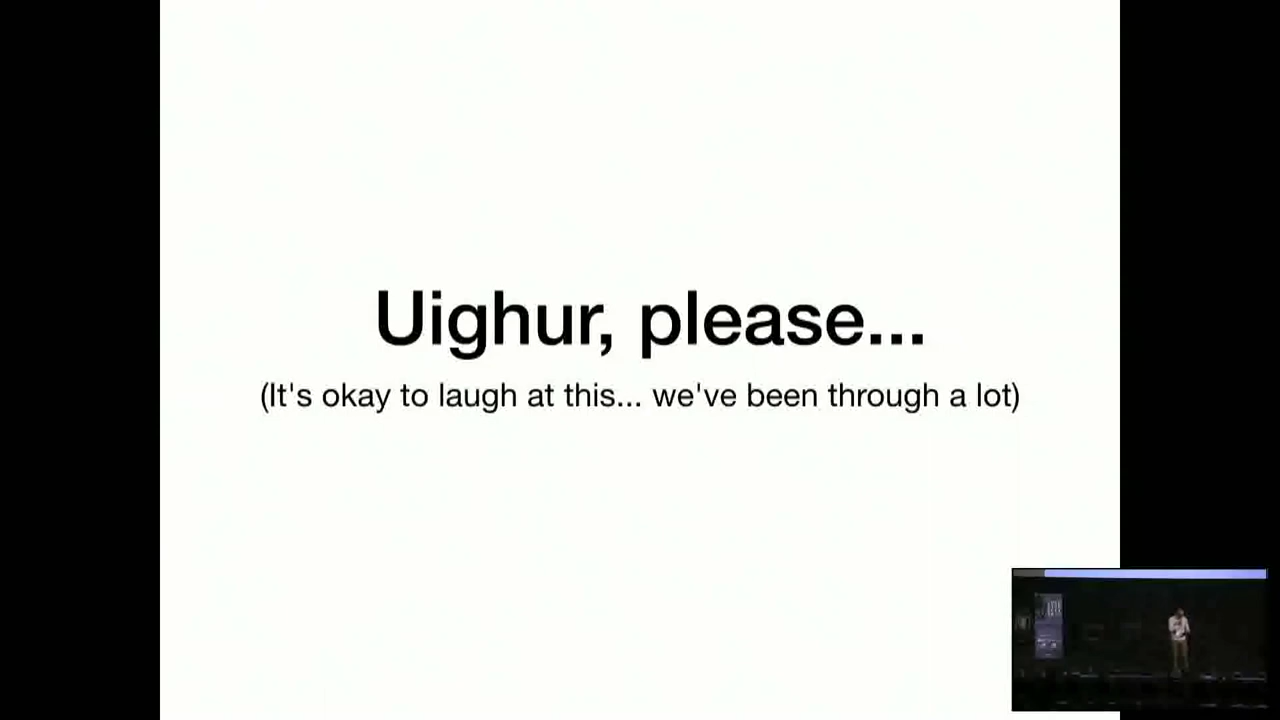 Uighur, please...
(It's okay to laugh at this... we've been through a lot)